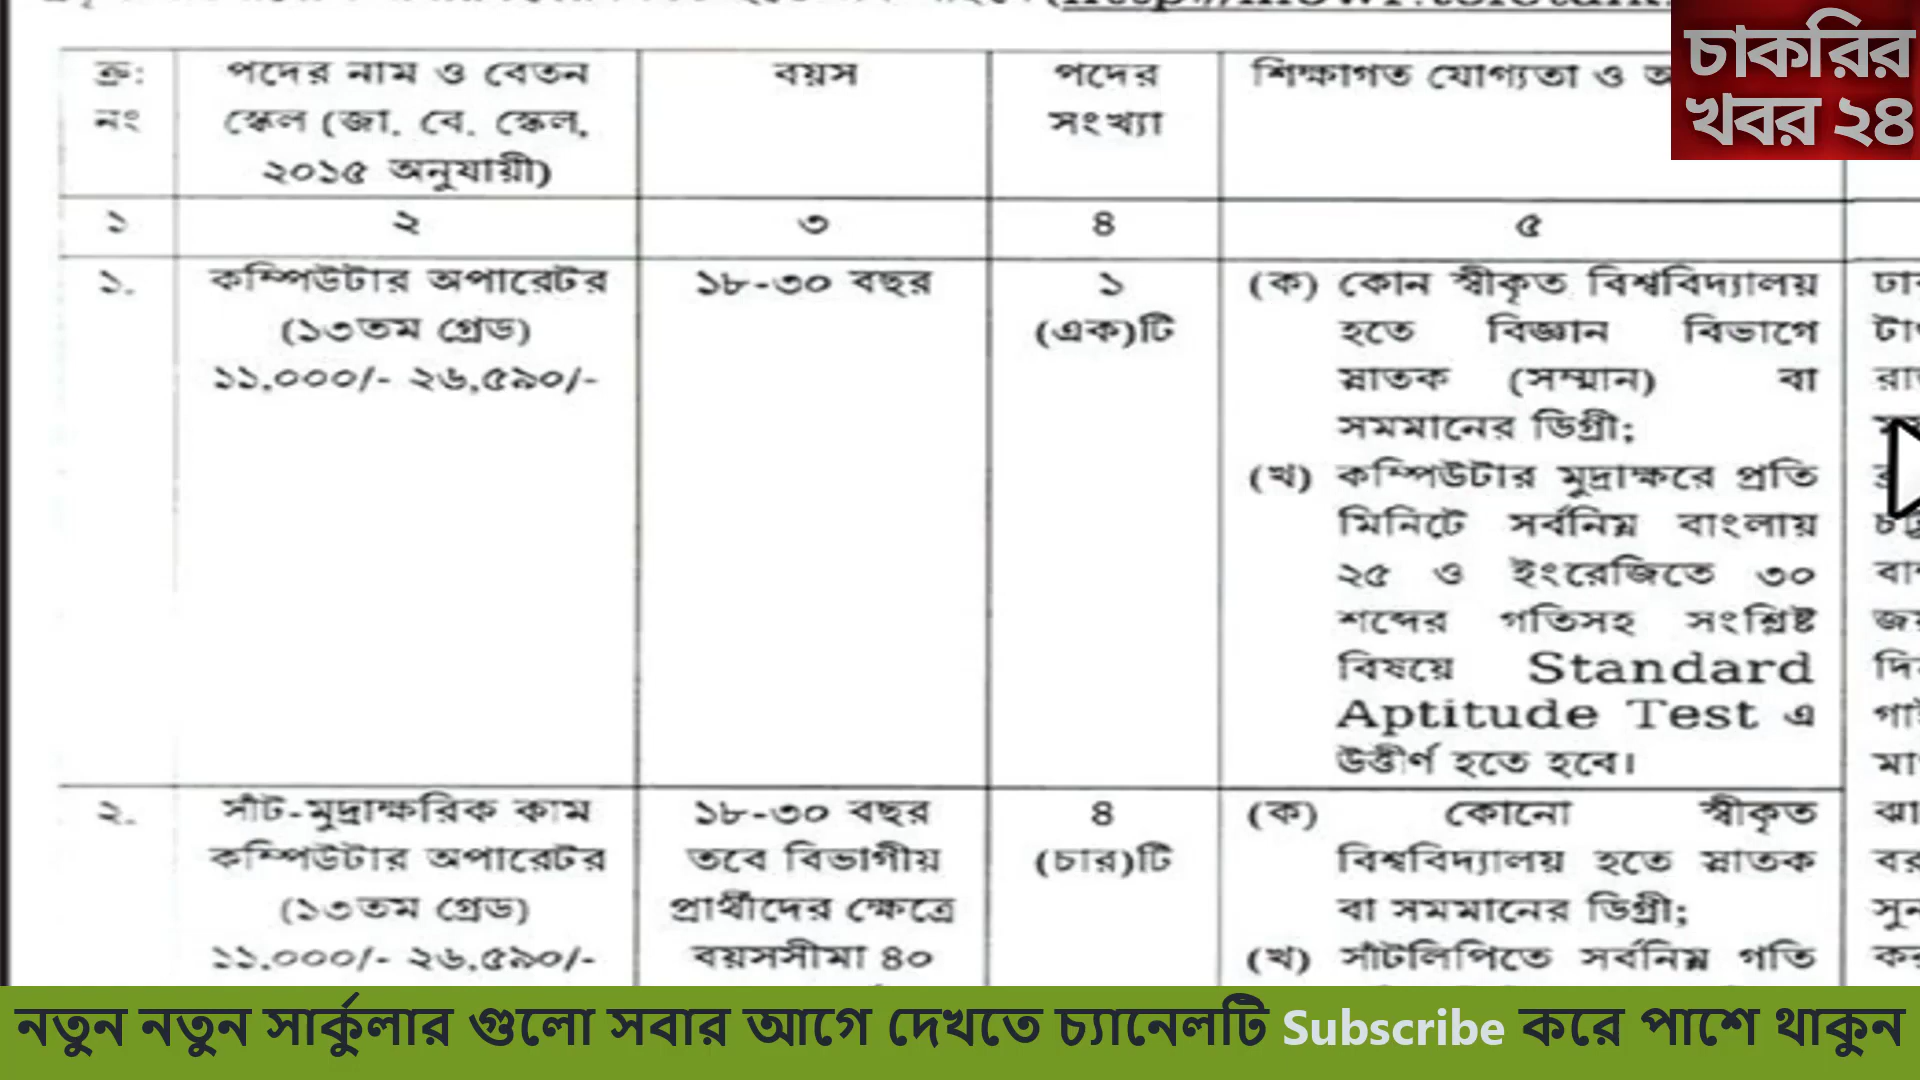 ক্র: নং
পদের নাম ও বেতন স্কেল (জা. বে. স্কেল, ২০১৫ অনুযায়ী)
বয়স
পদের সংখ্যা
শিক্ষাগত যোগ্যতা ও
চাকরির
খবর ২৪
১ ২ ৩ ৪ ৫
১.
কম্পিউটার অপারেটর
(১৩তম গ্রেড)
১১,০০০/- ২৬,৫৯০/-
১৮-৩০ বছর
১
(এক)টি
(ক) কোন স্বীকৃত বিশ্ববিদ্যালয়
হতে বিজ্ঞান বিভাগে
স্নাতক (সম্মান) বা
সমমানের ডিগ্রী;
(খ) কম্পিউটার মুদ্রাক্ষরে প্রতি
মিনিটে সর্বনিম্ন বাংলায়
২৫ ও ইংরেজিতে ৩০
শব্দের গতিসহ সংশ্লিষ্ট
বিষয়ে Standard
Aptitude Test এ
উত্তীর্ণ হতে হবে।
২.
সাঁট-মুদ্রাক্ষরিক কাম
কম্পিউটার অপারেটর
(১৩তম গ্রেড)
১১,০০০/- ২৬,৫৯০/-
১৮-৩০ বছর
তবে বিভাগীয়
প্রার্থীদের ক্ষেত্রে
বয়সসীমা ৪০
৪
(চার)টি
(ক) কোনো স্বীকৃত
বিশ্ববিদ্যালয় হতে স্নাতক
বা সমমানের ডিগ্রী;
(খ) সাঁটলিপিতে সর্বনিম্ন গতি
নতুন নতুন সার্কুলার গুলো সবার আগে দেখতে চ্যানেলটি Subscribe করে পাশে থাকুন